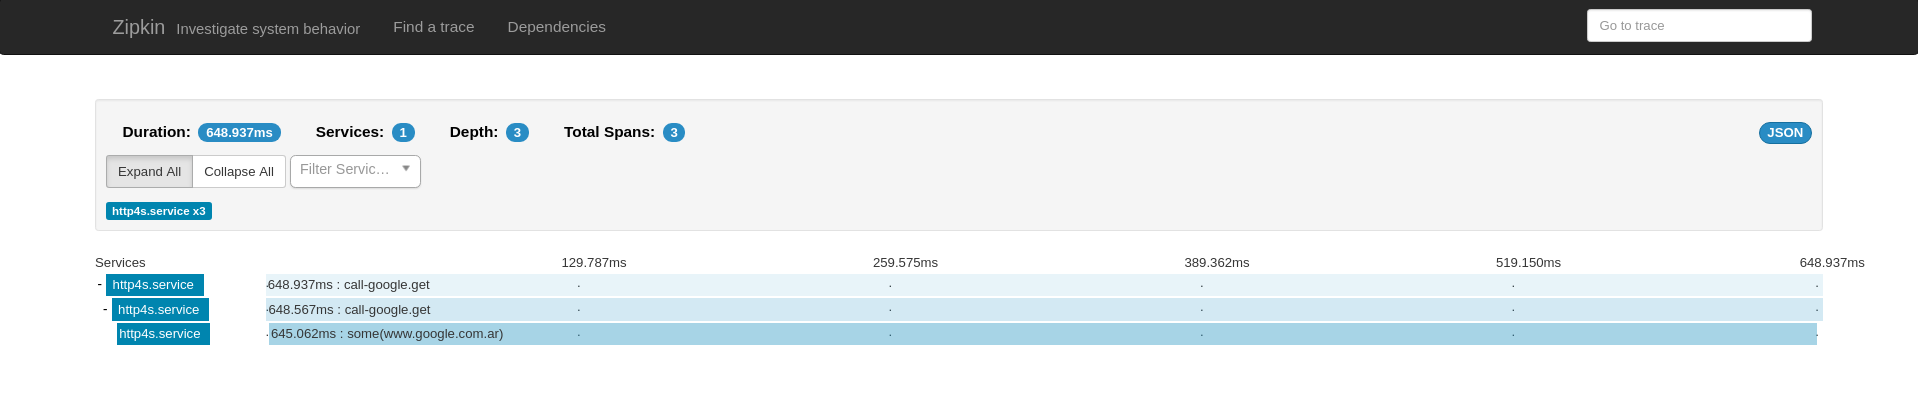 Zipkin Investigate system behavior Find a trace Dependencies Go to trace
Duration: 648.937ms Services: 1 Depth: 3 Total Spans: 3 JSON
Expand All Collapse All Filter Servic…
http4s.service x3
Services 129.787ms 259.575ms 389.362ms 519.150ms 648.937ms
- http4s.service .648.937ms : call-google.get . . . . .
- http4s.service .648.567ms : call-google.get . . . . .
http4s.service . 645.062ms : some(www.google.com.ar) . . . . .